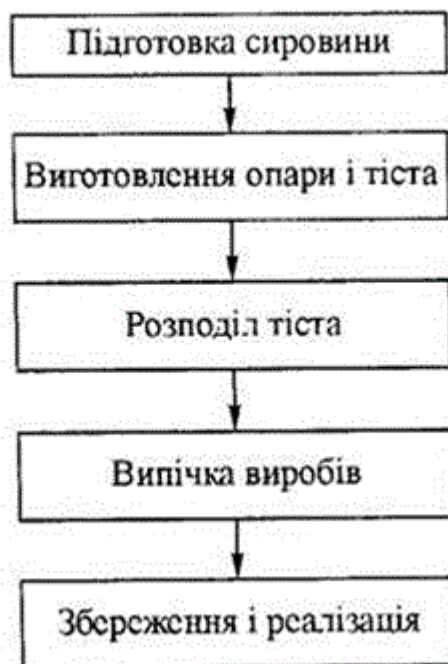 Підготовка сировини
Виготовлення опари і тіста
Розподіл тіста
Випічка виробів
Збереження і реалізація